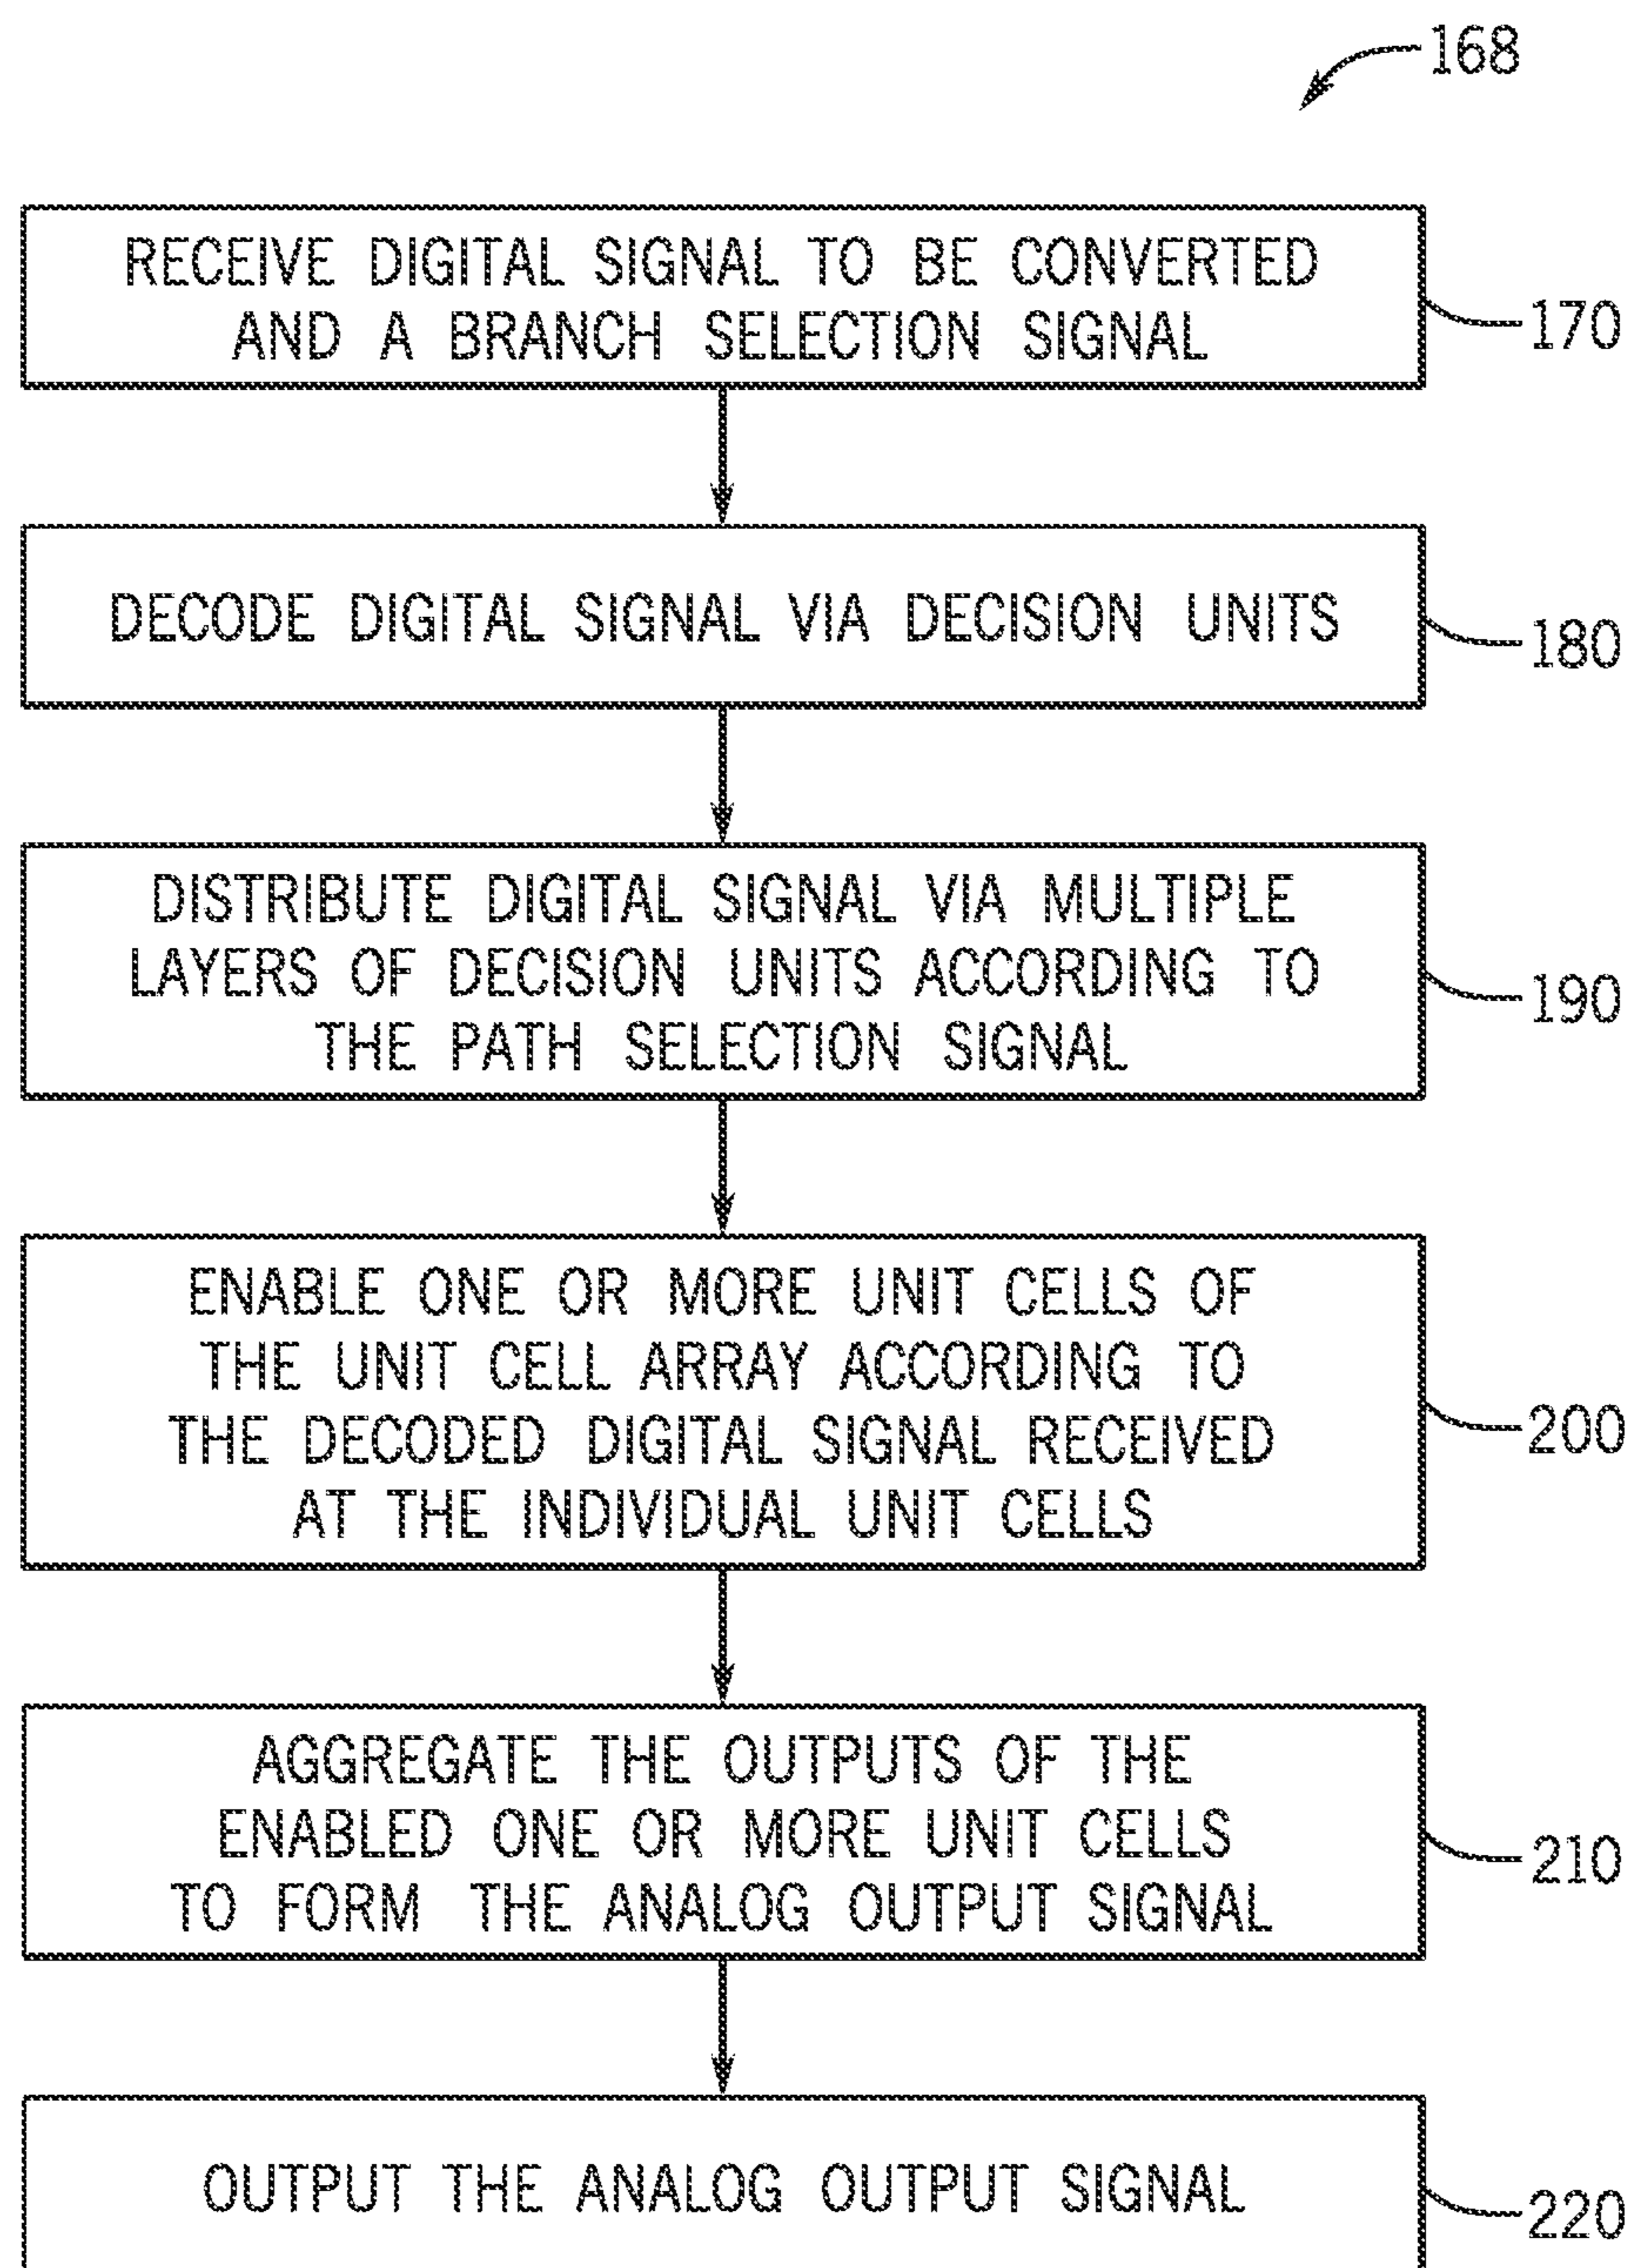 168
RECEIVE DIGITAL SIGNAL TO BE CONVERTED
AND A BRANCH SELECTION SIGNAL
170
DECODE DIGITAL SIGNAL VIA DECISION UNITS
180
DISTRIBUTE DIGITAL SIGNAL VIA MULTIPLE
LAYERS OF DECISION UNITS ACCORDING TO
THE PATH SELECTION SIGNAL
190
ENABLE ONE OR MORE UNIT CELLS OF
THE UNIT CELL ARRAY ACCORDING TO
THE DECODED DIGITAL SIGNAL RECEIVED
AT THE INDIVIDUAL UNIT CELLS
200
AGGREGATE THE OUTPUTS OF THE
ENABLED ONE OR MORE UNIT CELLS
TO FORM THE ANALOG OUTPUT SIGNAL
210
OUTPUT THE ANALOG OUTPUT SIGNAL
220